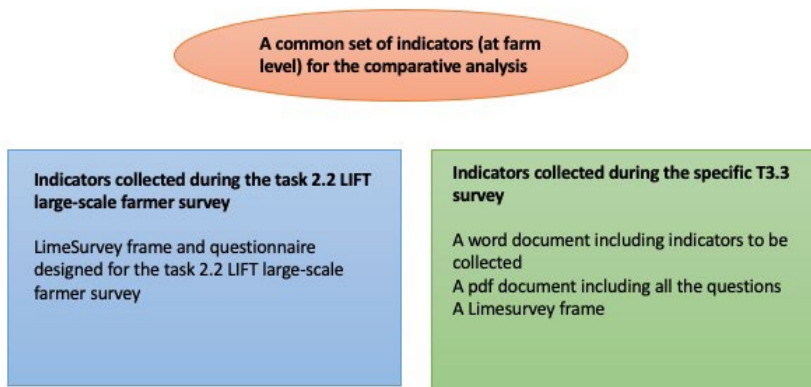 A common set of indicators (at farm
level) for the comparative analysis
Indicators collected during the task 2.2 LIFT
large-scale farmer survey
LimeSurvey frame and questionnaire
designed for the task 2.2 LIFT large-scale
farmer survey
Indicators collected during the specific T3.3
survey
A word document including indicators to be
collected
A pdf document including all the questions
A Limesurvey frame